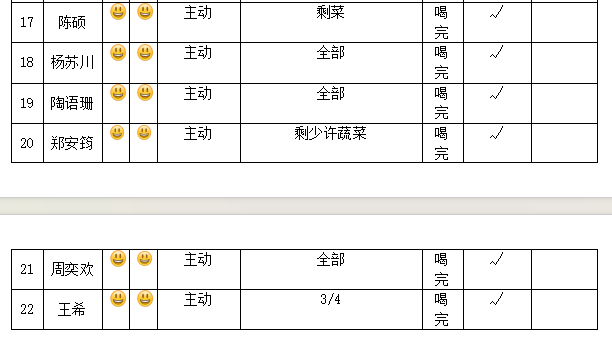 17 陈硕 😃 😃 主动 剩菜 喝完 ✓
18 杨苏川 😃 😃 主动 全部 喝完 ✓
19 陶语珊 😃 😃 主动 全部 喝完 ✓
20 郑安筠 😃 😃 主动 剩少许蔬菜 喝完 ✓
21 周奕欢 😃 😃 主动 全部 喝完 ✓
22 王希 😃 😃 主动 3/4 喝完 ✓